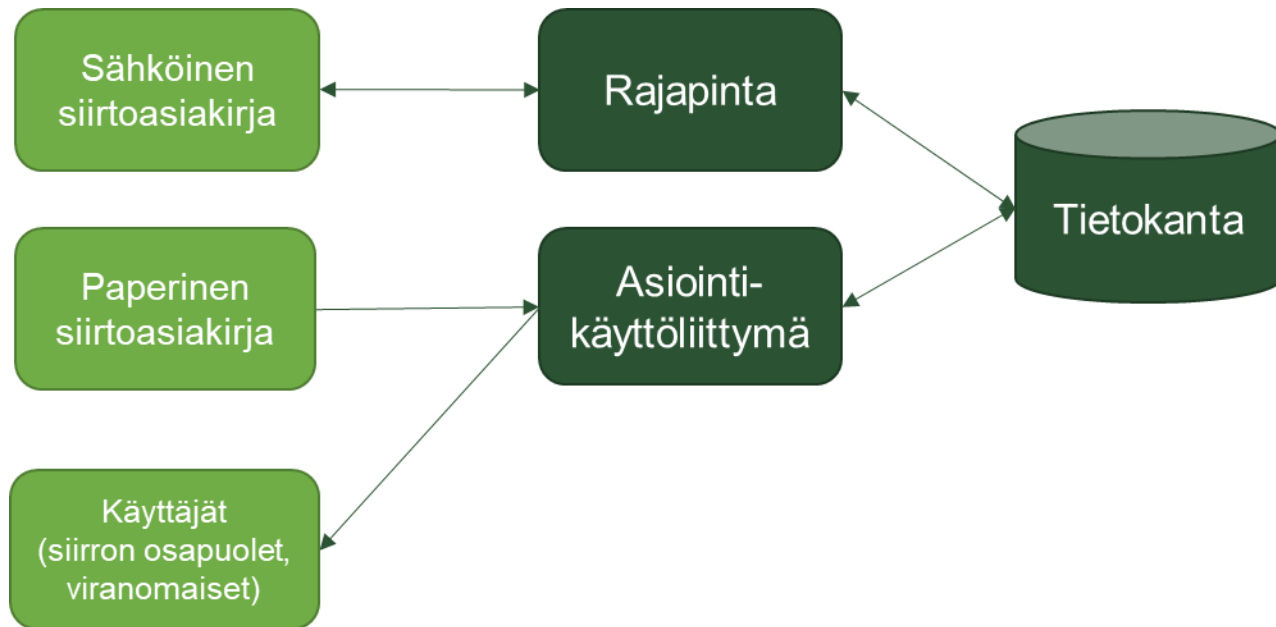 Sähköinen
siirtoasiakirja
Rajapinta
Tietokanta
Paperinen
siirtoasiakirja
Asiointi-
käyttöliittymä
Käyttäjät
(siirron osapuolet,
viranomaiset)